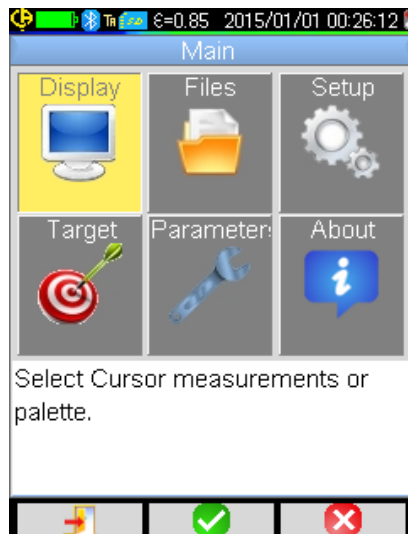 ε=0.85 2015/01/01 00:26:12
Main
Display Files Setup
Target Parameter About
Select Cursor measurements or
palette.